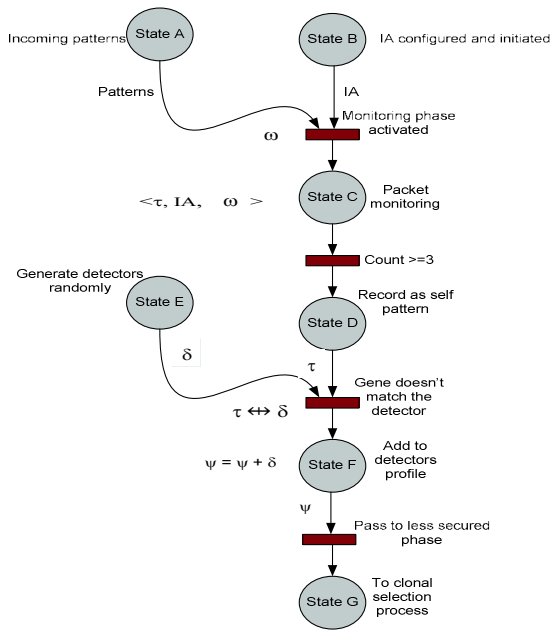 Incoming patterns
State A
State B
IA configured and initiated
Patterns
IA
Monitoring phase
activated
ω
<τ, IA, ω >
State C
Packet
monitoring
Count >=3
Generate detectors
randomly
State E
Record as self
pattern
State D
δ
τ
Gene doesn't
match the
detector
τ ↔ δ
ψ = ψ + δ
State F
Add to
detectors
profile
ψ
Pass to less secured
phase
State G
To clonal
selection
process